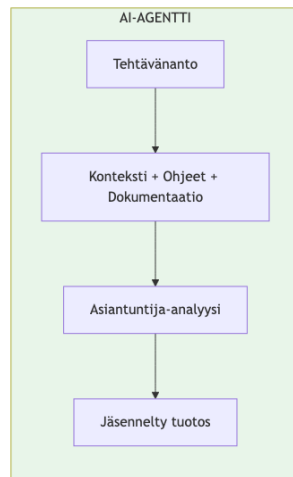 AI-AGENTTI
Tehtävänanto
Konteksti + Ohjeet +
Dokumentaatio
Asiantuntija-analyysi
Jäsennelty tuotos